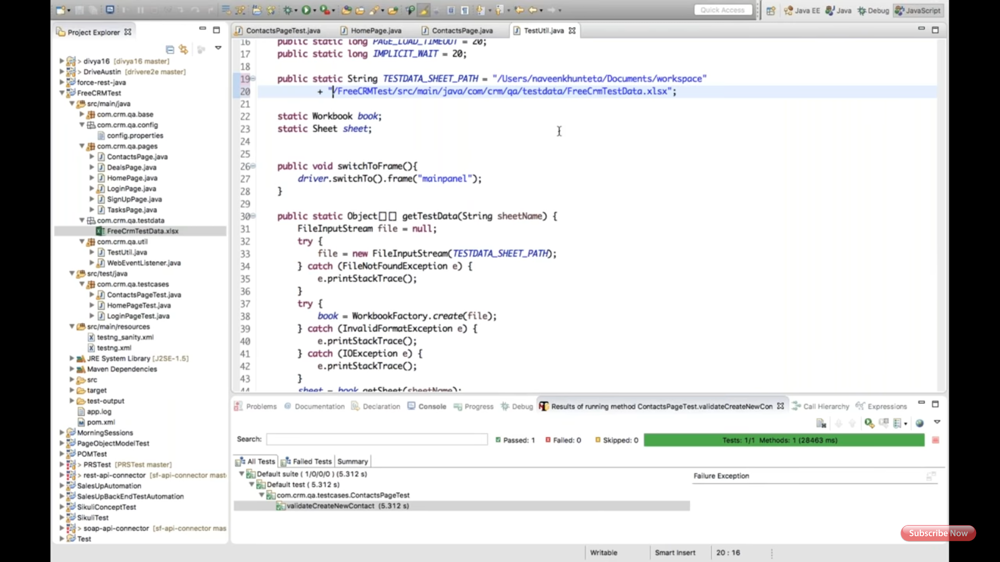 Quick Access
Java EE
Java
Debug
JavaScript
Project Explorer
> divya16 [divya16 master]
> DriveAustin [drivere2e master]
force-rest-java
FreeCRMTest
src/main/java
com.crm.qa.base
com.crm.qa.config
config.properties
com.crm.qa.pages
ContactsPage.java
DealsPage.java
HomePage.java
LoginPage.java
SignUpPage.java
TasksPage.java
com.crm.qa.testdata
FreeCrmTestData.xlsx
com.crm.qa.util
TestUtil.java
WebEventListener.java
src/test/java
com.crm.qa.testcases
ContactsPageTest.java
HomePageTest.java
LoginPageTest.java
src/main/resources
testng_sanity.xml
testng.xml
JRE System Library [J2SE-1.5]
Maven Dependencies
src
target
test-output
app.log
pom.xml
MorningSessions
PageObjectModelTest
POMTest
> PRSTest [PRSTest master]
> rest-api-connector [sf-api-connector mast
SalesUpAutomation
SalesUpBackEndTestAutomation
SikuliConceptTest
SikuliTest
> soap-api-connector [sf-api-connector mas
Test
ContactsPageTest.java
HomePage.java
ContactsPage.java
TestUtil.java
16 public static long PAGE_LOAD_TIMEOUT = 20;
17 public static long IMPLICIT_WAIT = 20;
18
19 public static String TESTDATA_SHEET_PATH = "/Users/naveenkhunteta/Documents/workspace"
20 + "/FreeCRMTest/src/main/java/com/crm/qa/testdata/FreeCrmTestData.xlsx";
21
22 static Workbook book;
23 static Sheet sheet;
24
25
26 public void switchToFrame(){
27 driver.switchTo().frame("mainpanel");
28 }
29
30 public static Object[][] getTestData(String sheetName) {
31 FileInputStream file = null;
32 try {
33 file = new FileInputStream(TESTDATA_SHEET_PATH);
34 } catch (FileNotFoundException e) {
35 e.printStackTrace();
36 }
37 try {
38 book = WorkbookFactory.create(file);
39 } catch (InvalidFormatException e) {
40 e.printStackTrace();
41 } catch (IOException e) {
42 e.printStackTrace();
43 }
44 sheet = book.getSheet(sheetName);
Problems
Documentation
Declaration
Console
Progress
Debug
Results of running method ContactsPageTest.validateCreateNewCon
Call Hierarchy
Expressions
Search:
Passed: 1
Failed: 0
Skipped: 0
Tests: 1/1 Methods: 1 (28463 ms)
All Tests
Failed Tests
Summary
Default suite ( 1/0/0/0 ) (5.312 s)
Default test ( 5.312 s)
com.crm.qa.testcases.ContactsPageTest
validateCreateNewContact (5.312 s)
Failure Exception
Subscribe Now
Writable
Smart Insert
20 : 16